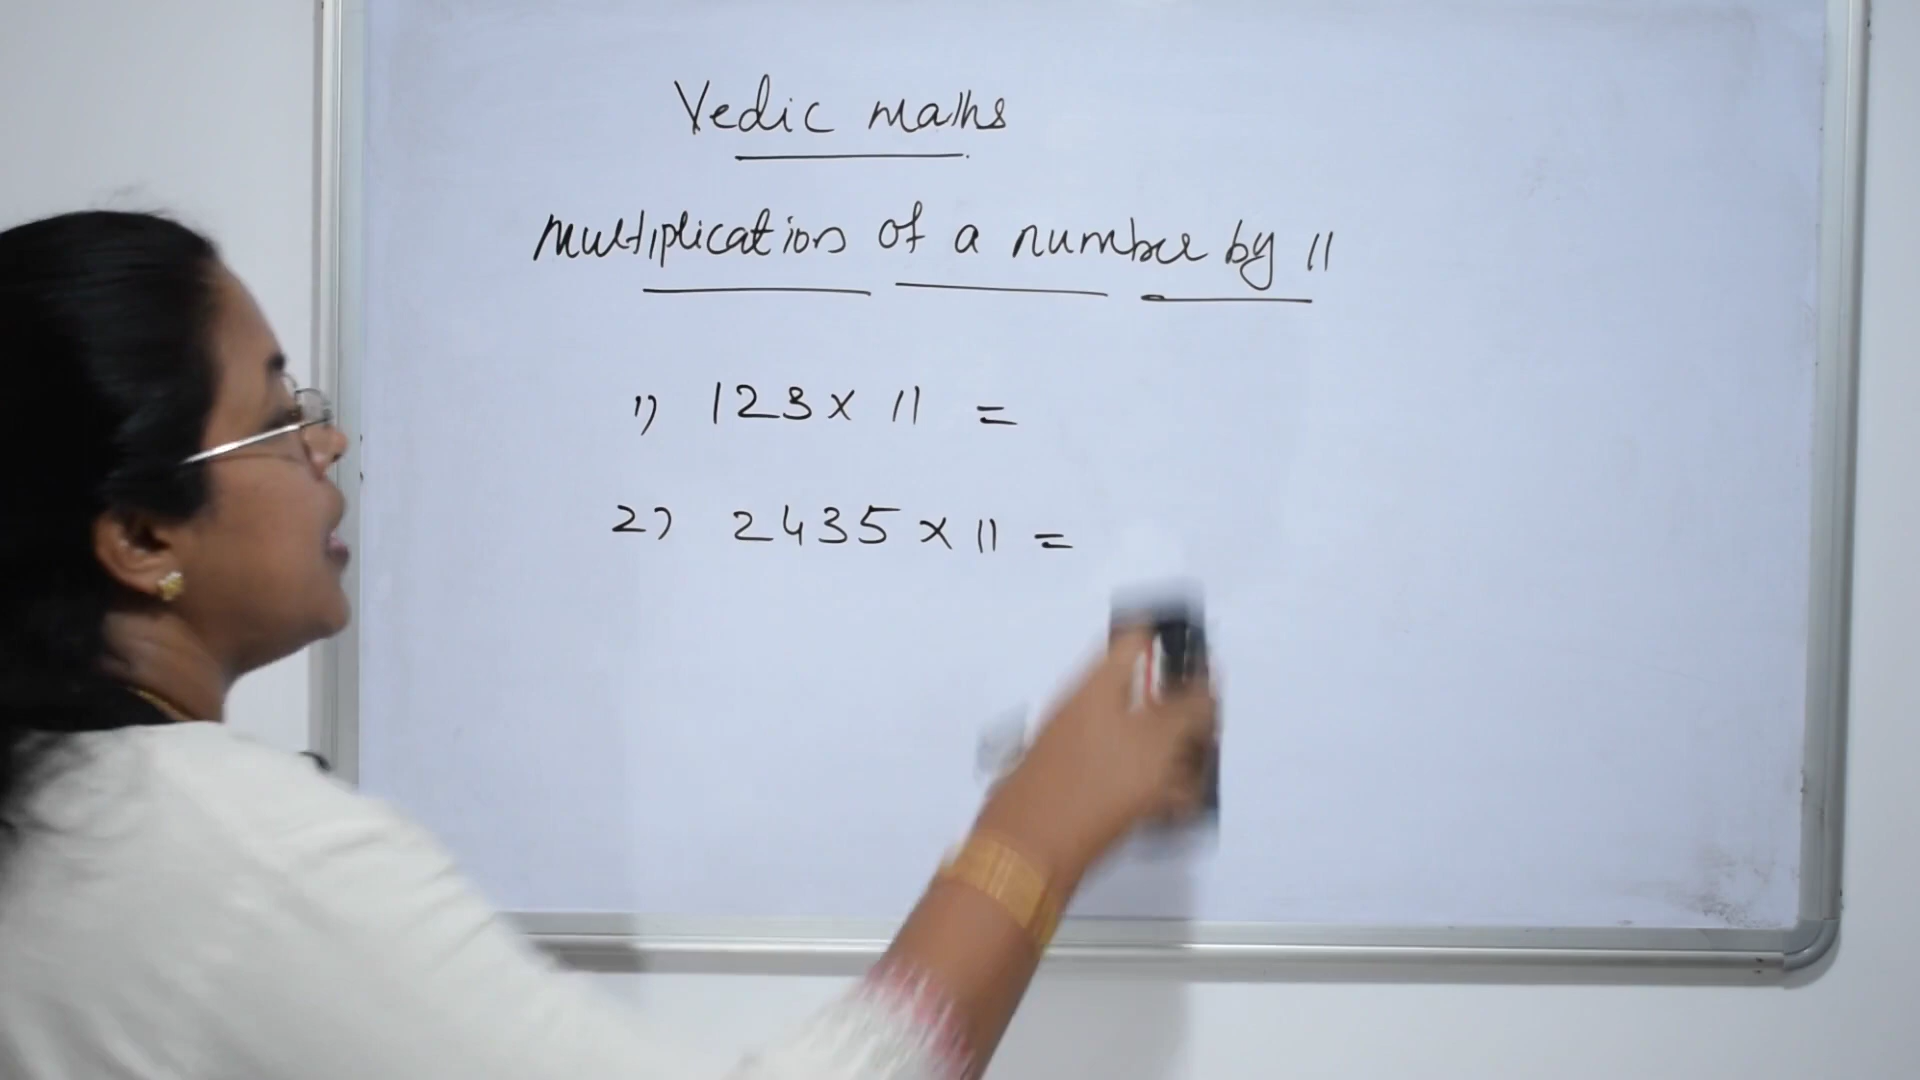 Vedic maths
Multiplication of a number by 11
1) 123 x 11 =
2) 2435 x 11 =